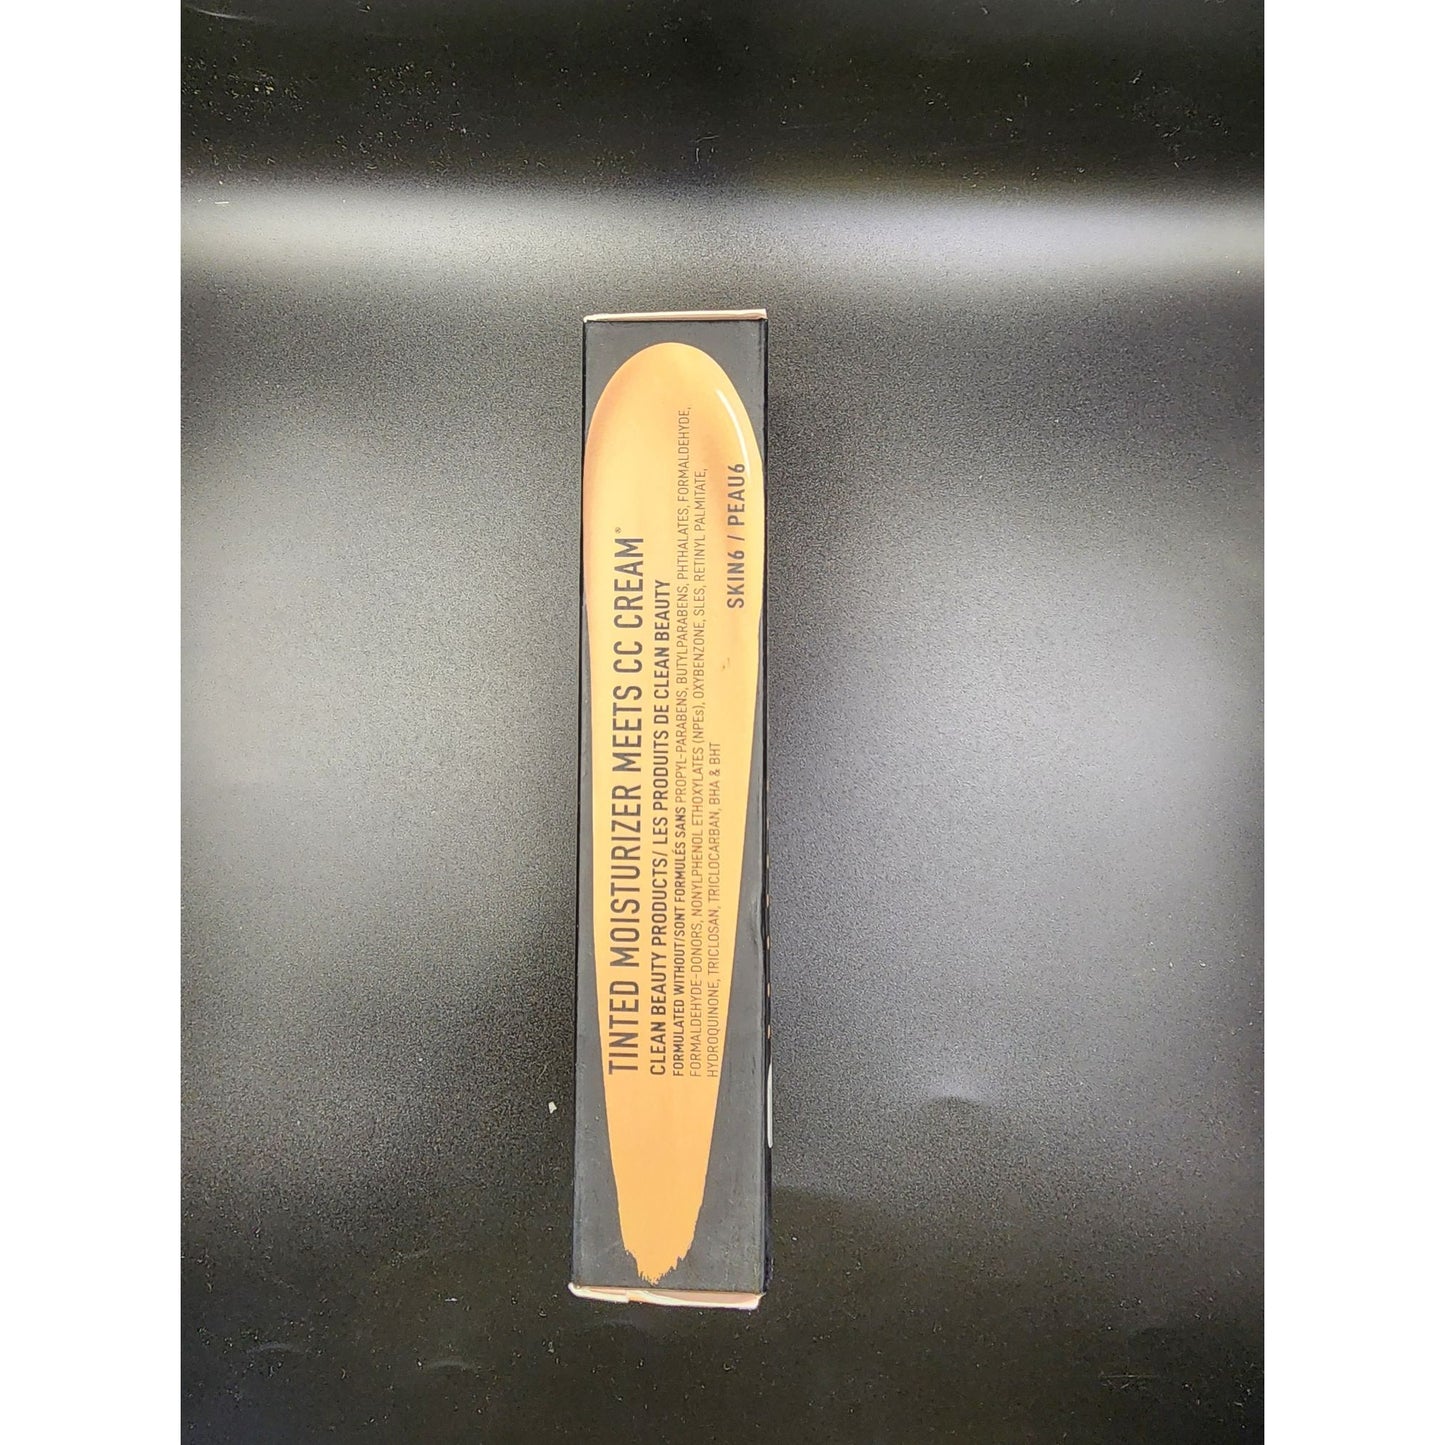 TINTED MOISTURIZER MEETS CC CREAM®
CLEAN BEAUTY PRODUCTS/ LES PRODUITS DE CLEAN BEAUTY
FORMULATED WITHOUT/SONT FORMULÉS SANS PROPYL-PARABENS, BUTYLPARABENS, PHTHALATES, FORMALDEHYDE,
FORMALDEHYDE-DONORS, NONYLPHENOL ETHOXYLATES (NPEs), OXYBENZONE, SLES, RETINYL PALMITATE,
HYDROQUINONE, TRICLOSAN, TRICLOCARBAN, BHA & BHT
SKIN6 / PEAU6